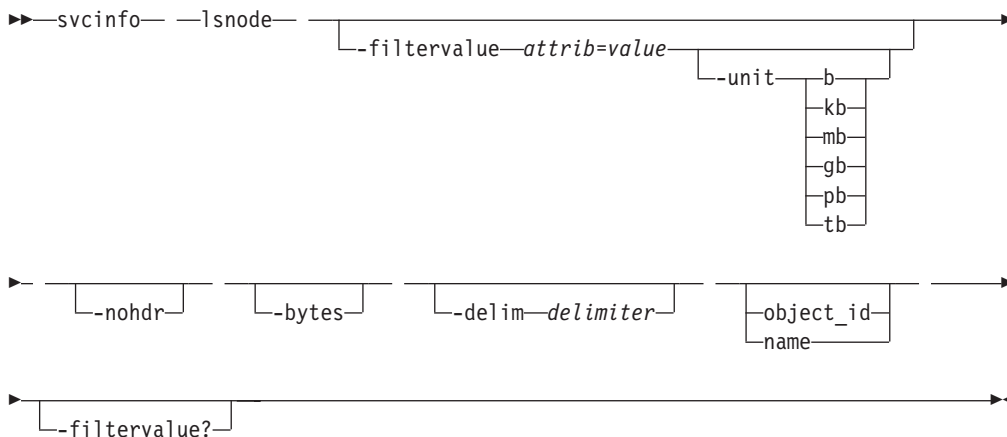 svcinfo lsnode
-filtervalue attrib=value
-unit b
kb
mb
gb
pb
tb
-nohdr -bytes -delim delimiter object_id
name
-filtervalue?